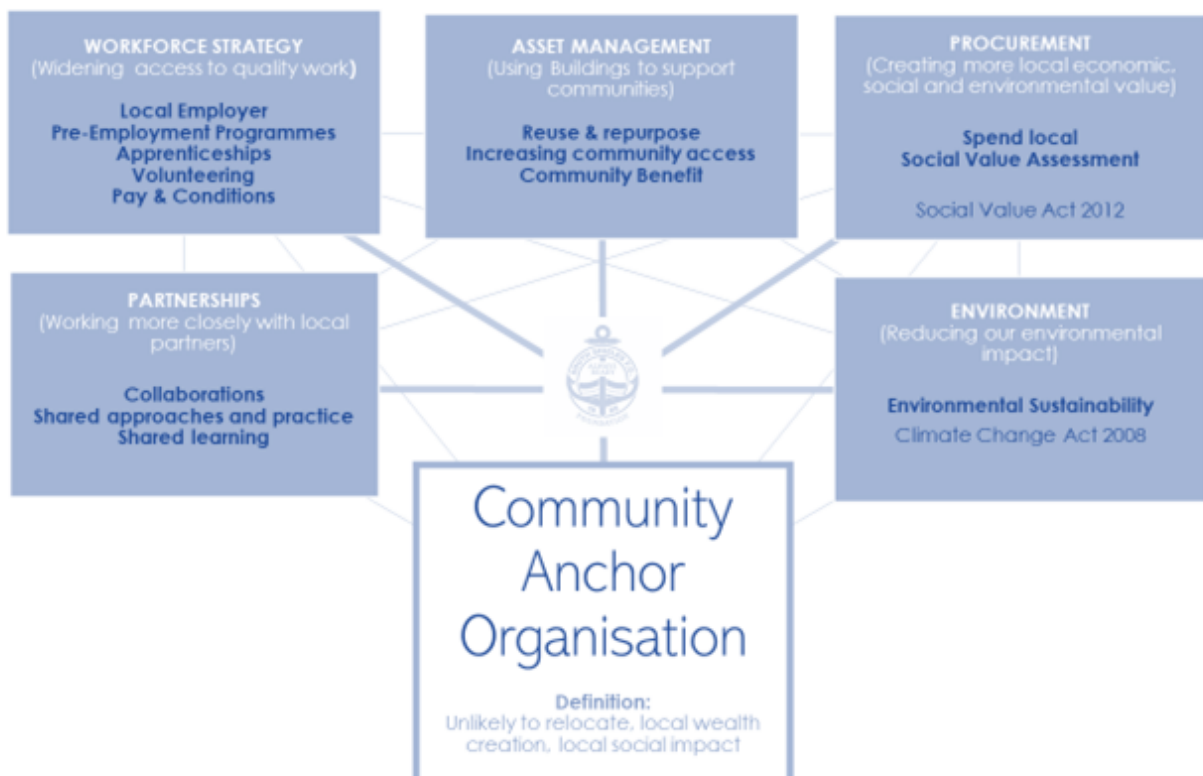 WORKFORCE STRATEGY
(Widening access to quality work)
Local Employer
Pre-Employment Programmes
Apprenticeships
Volunteering
Pay & Conditions
ASSET MANAGEMENT
(Using Buildings to support
communities)
Reuse & repurpose
Increasing community access
Community Benefit
PROCUREMENT
(Creating more local economic,
social and environmental value)
Spend local
Social Value Assessment
Social Value Act 2012
PARTNERSHIPS
(Working more closely with local
partners)
Collaborations
Shared approaches and practice
Shared learning
ENVIRONMENT
(Reducing our environmental
impact)
Environmental Sustainability
Climate Change Act 2008
FOUNDATION
Community
Anchor
Organisation
Definition:
Unlikely to relocate, local wealth
creation, local social impact